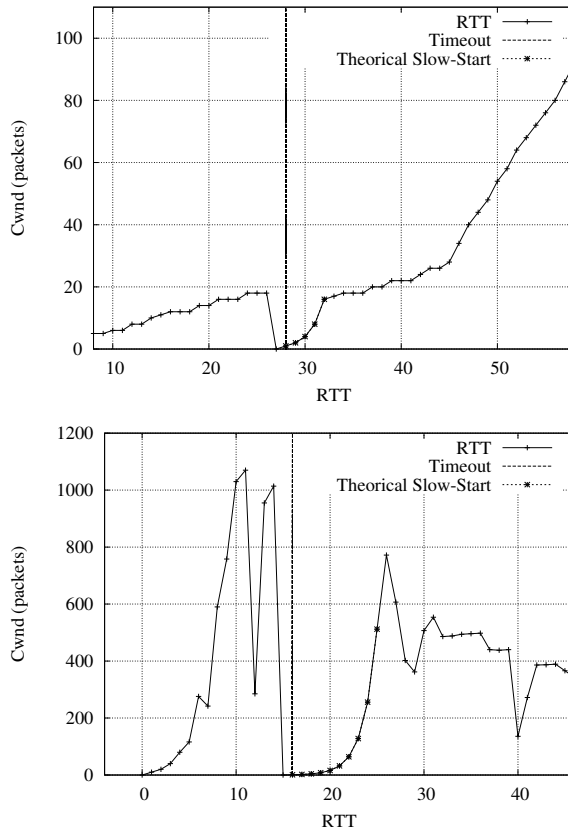 100
80
60
40
20
0
Cwnd (packets)
RTT
Timeout
Theorical Slow-Start
10 20 30 40 50
RTT
1200
1000
800
600
400
200
0
Cwnd (packets)
RTT
Timeout
Theorical Slow-Start
0 10 20 30 40
RTT